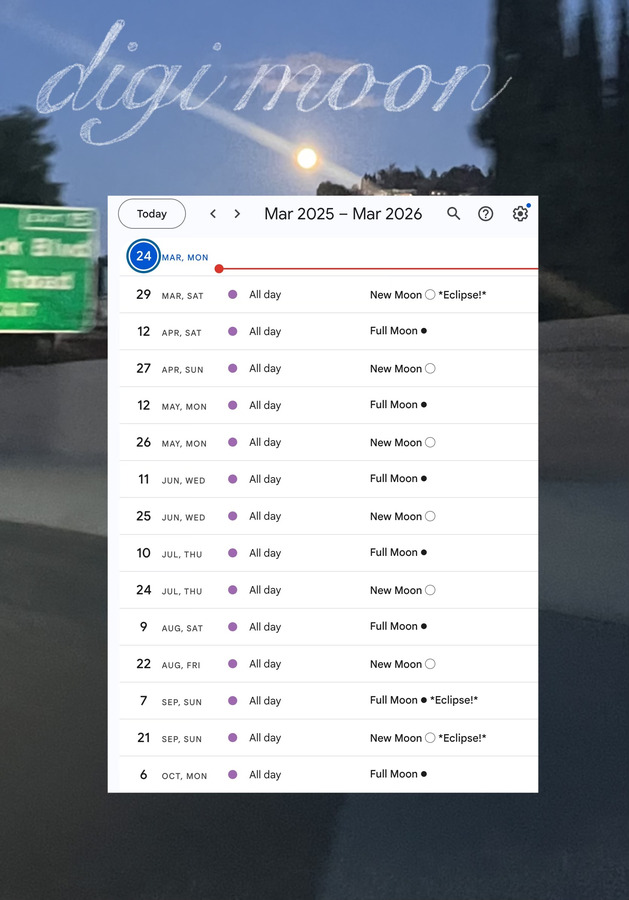 digi moon
Today
Mar 2025 – Mar 2026
24 MAR, MON
29 MAR, SAT All day New Moon ○ *Eclipse!*
12 APR, SAT All day Full Moon ●
27 APR, SUN All day New Moon ○
12 MAY, MON All day Full Moon ●
26 MAY, MON All day New Moon ○
11 JUN, WED All day Full Moon ●
25 JUN, WED All day New Moon ○
10 JUL, THU All day Full Moon ●
24 JUL, THU All day New Moon ○
9 AUG, SAT All day Full Moon ●
22 AUG, FRI All day New Moon ○
7 SEP, SUN All day Full Moon ● *Eclipse!*
21 SEP, SUN All day New Moon ○ *Eclipse!*
6 OCT, MON All day Full Moon ●
Road